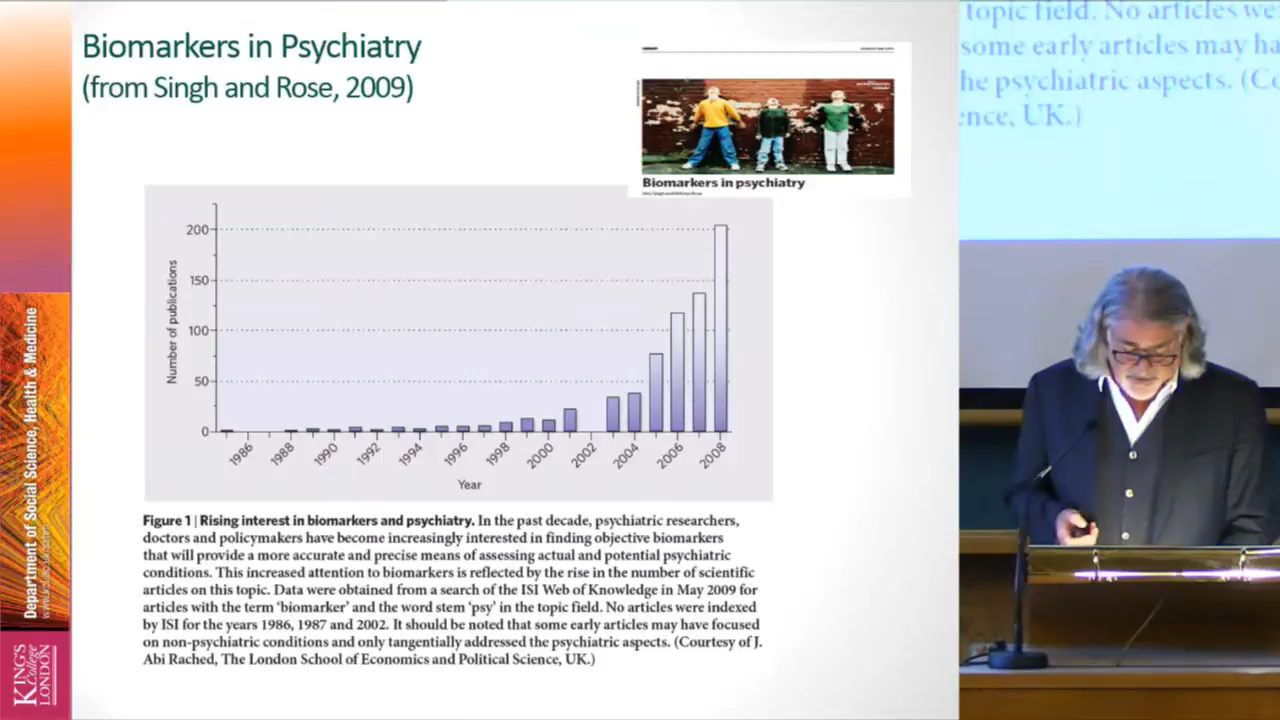 Biomarkers in Psychiatry
(from Singh and Rose, 2009)
Biomarkers in psychiatry
200
150
100
50
0
Number of publications
1986
1988
1990
1992
1994
1996
1998
2000
2002
2004
2006
2008
Year
Figure 1 | Rising interest in biomarkers and psychiatry. In the past decade, psychiatric researchers,
doctors and policymakers have become increasingly interested in finding objective biomarkers
that will provide a more accurate and precise means of assessing actual and potential psychiatric
conditions. This increased attention to biomarkers is reflected by the rise in the number of scientific
articles on this topic. Data were obtained from a search of the ISI Web of Knowledge in May 2009 for
articles with the term 'biomarker' and the word stem 'psy' in the topic field. No articles were indexed
by ISI for the years 1986, 1987 and 2002. It should be noted that some early articles may have focused
on non-psychiatric conditions and only tangentially addressed the psychiatric aspects. (Courtesy of J.
Abi Rached, The London School of Economics and Political Science, UK.)
Department of Social Science, Health & Medicine
KING'S
College
LONDON
topic field. No articles we
some early articles may ha
he psychiatric aspects. (Co
ence, UK.)